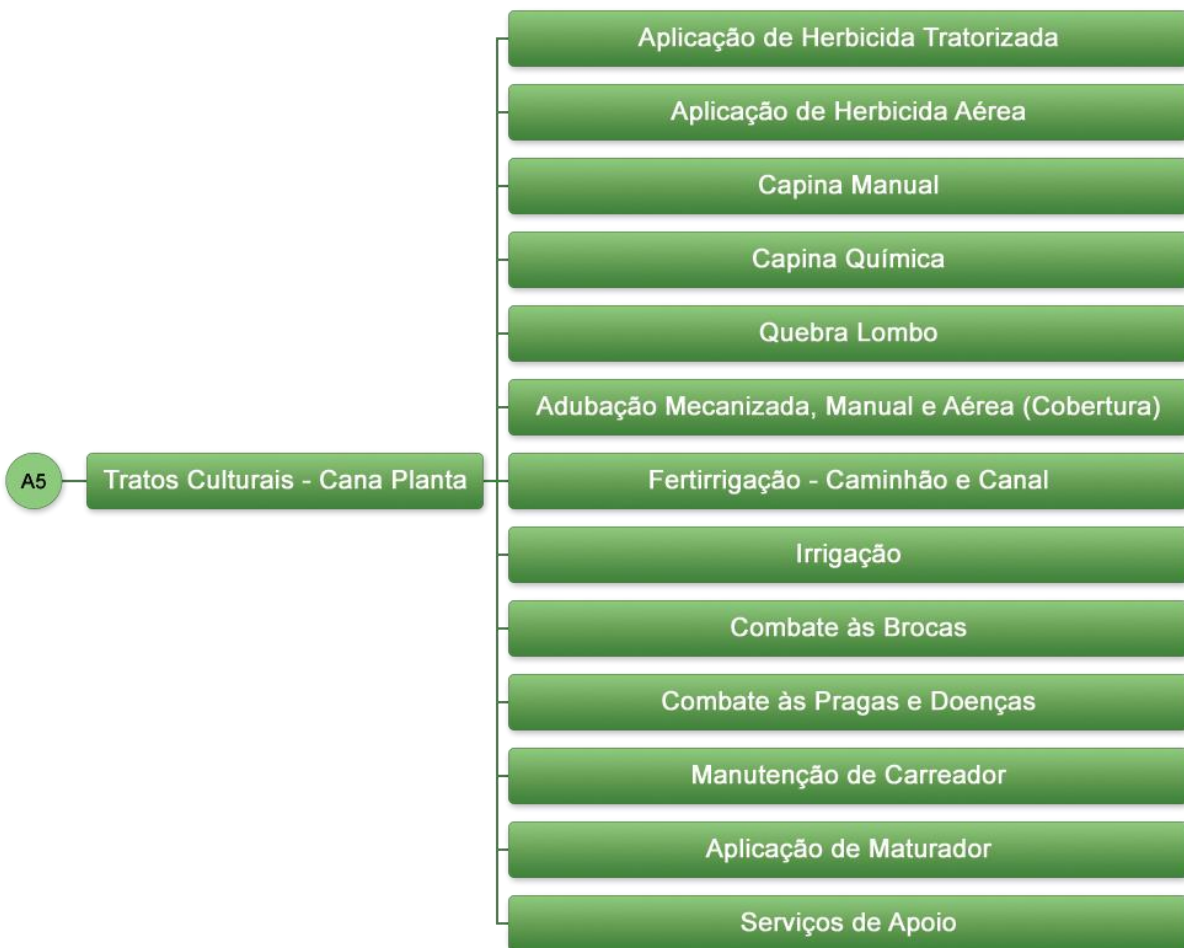 Aplicação de Herbicida Tratorizada
Aplicação de Herbicida Aérea
Capina Manual
Capina Química
Quebra Lombo
Adubação Mecanizada, Manual e Aérea (Cobertura)
A5
Tratos Culturais - Cana Planta
Fertirrigação - Caminhão e Canal
Irrigação
Combate às Brocas
Combate às Pragas e Doenças
Manutenção de Carreador
Aplicação de Maturador
Serviços de Apoio